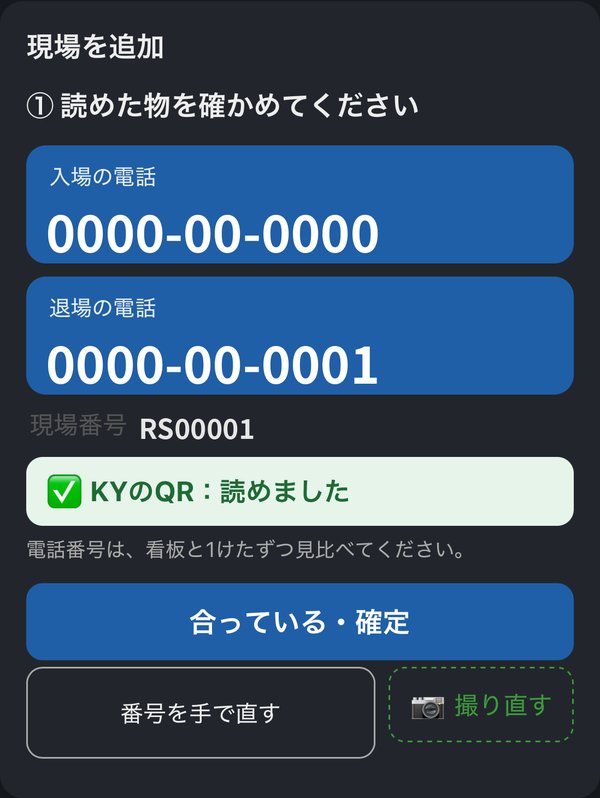 現場を追加
① 読めた物を確かめてください
入場の電話
0000-00-0000
退場の電話
0000-00-0001
現場番号 RS00001
✅ KYのQR：読めました
電話番号は、看板と1けたずつ見比べてください。
合っている・確定
番号を手で直す
📷 撮り直す